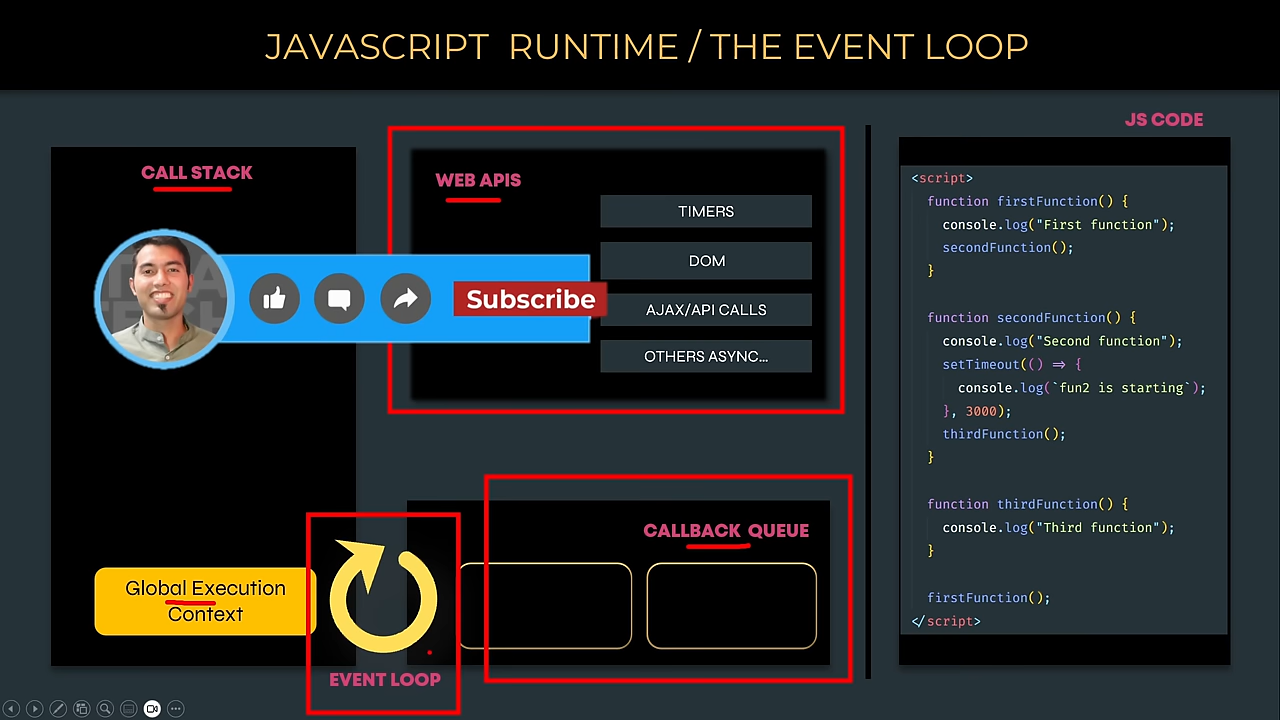 JAVASCRIPT RUNTIME / THE EVENT LOOP
CALL STACK
Subscribe
Global Execution
Context
WEB APIS
TIMERS
DOM
AJAX/API CALLS
OTHERS ASYNC...
CALLBACK QUEUE
EVENT LOOP
JS CODE
<script>
function firstFunction() {
console.log("First function");
secondFunction();
}
function secondFunction() {
console.log("Second function");
setTimeout(() => {
console.log(`fun2 is starting`);
}, 3000);
thirdFunction();
}
function thirdFunction() {
console.log("Third function");
}
firstFunction();
</script>